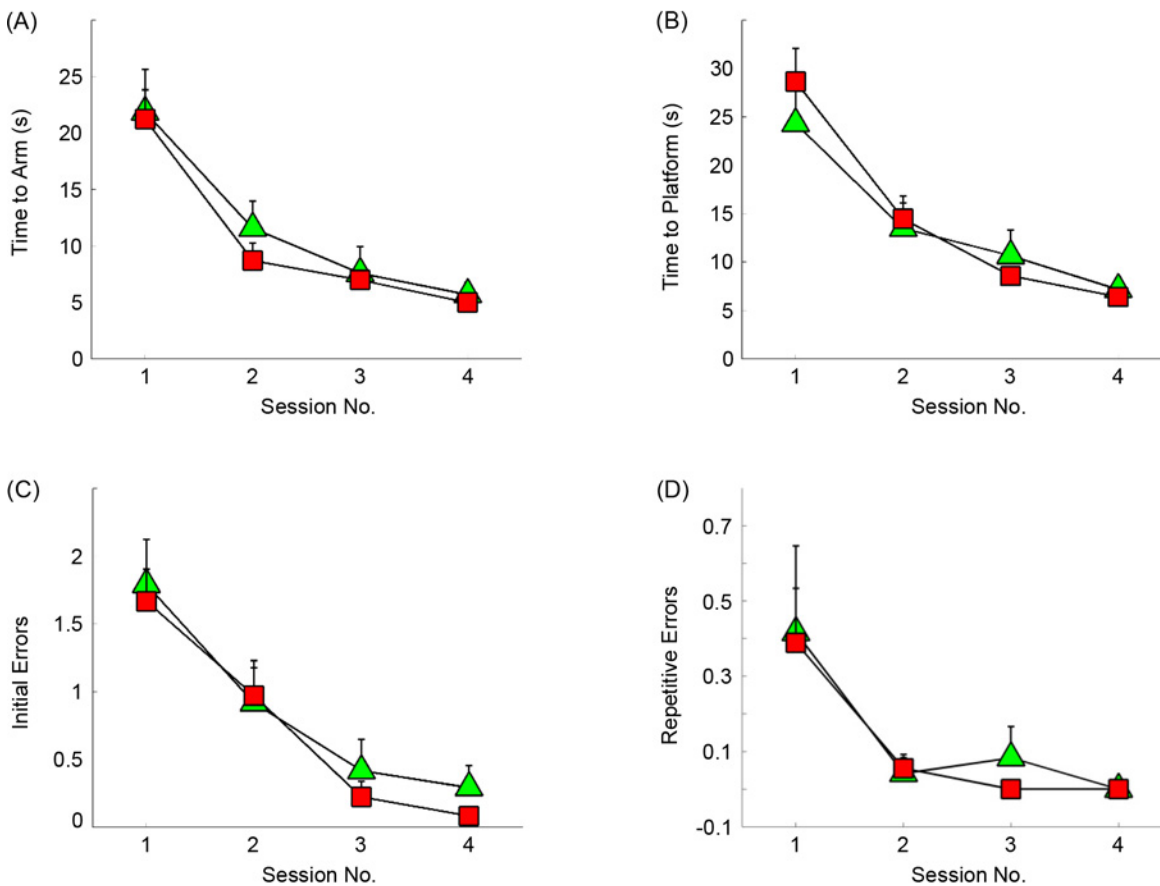 (A)
Time to Arm (s)
25
20
15
10
5
0
1 2 3 4
Session No.
(B)
Time to Platform (s)
30
25
20
15
10
5
0
1 2 3 4
Session No.
(C)
Initial Errors
2
1.5
1
0.5
0
1 2 3 4
Session No.
(D)
Repetitive Errors
0.7
0.5
0.3
0.1
-0.1
1 2 3 4
Session No.